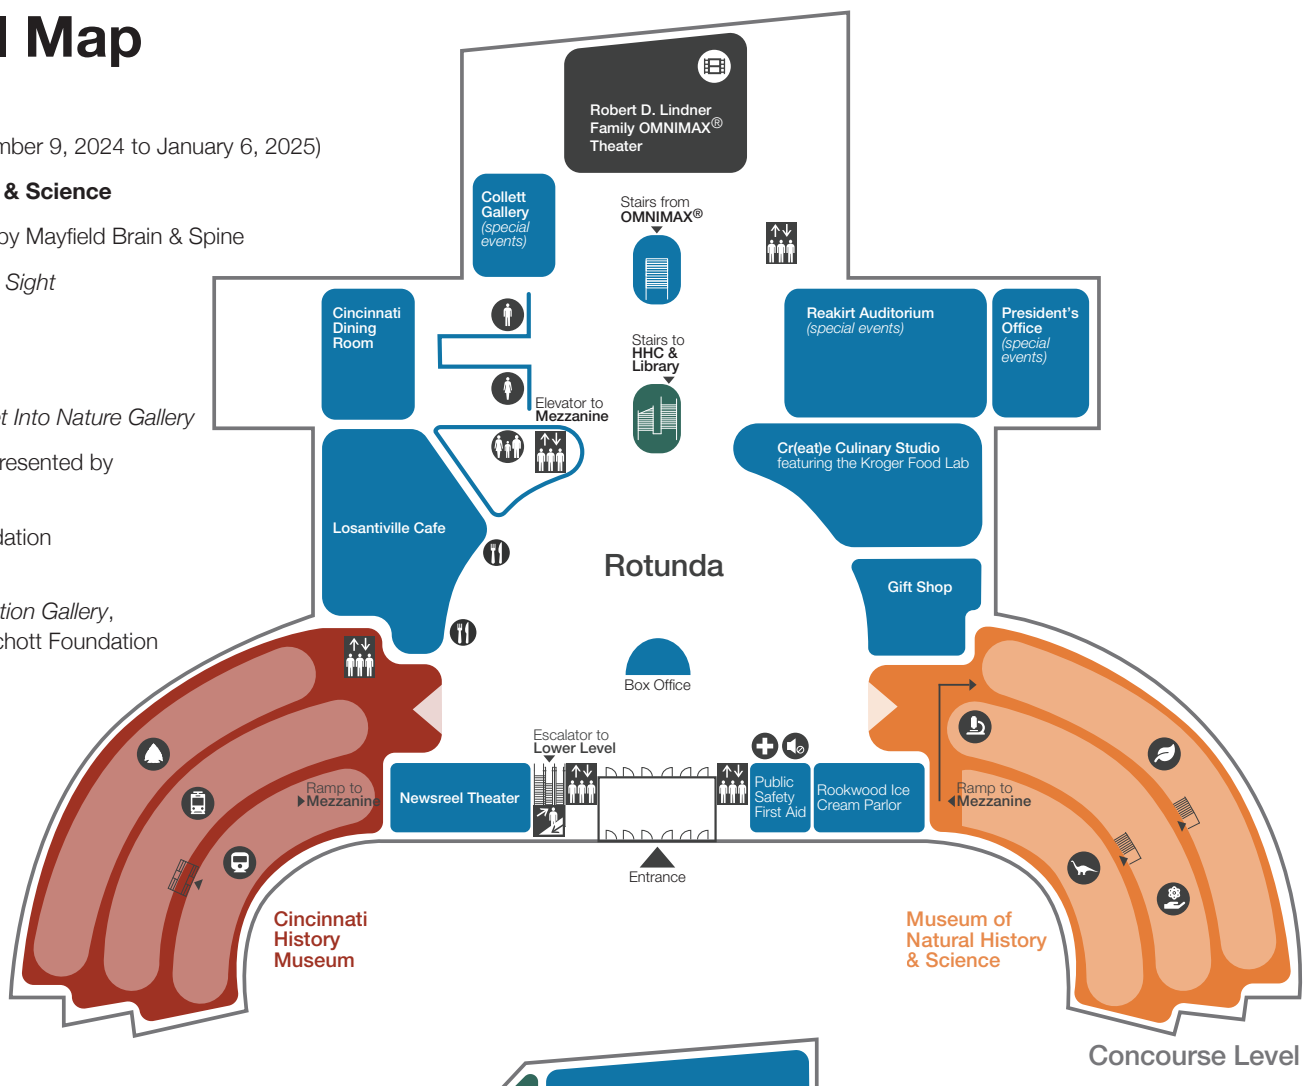 Map
9, 2024 to January 6, 2025)
& Science
by Mayfield Brain & Spine
Sight
Into Nature Gallery
presented by
Gallery,
Foundation
Robert D. Lindner
Family OMNIMAX®
Theater
Collett
Gallery
(special
events)
Stairs from
OMNIMAX®
Cincinnati
Dining
Room
Stairs to
HHC &
Library
Reakirt Auditorium
(special events)
President's
Office
(special
events)
Elevator to
Mezzanine
Cr(eat)e Culinary Studio
featuring the Kroger Food Lab
Losantiville Cafe
Rotunda
Gift Shop
Box Office
Escalator to
Lower Level
Ramp to
Mezzanine
Newsreel Theater
Public
Safety
First Aid
Rookwood Ice
Cream Parlor
Ramp to
Mezzanine
Entrance
Cincinnati
History
Museum
Museum of
Natural History
& Science
Concourse Level